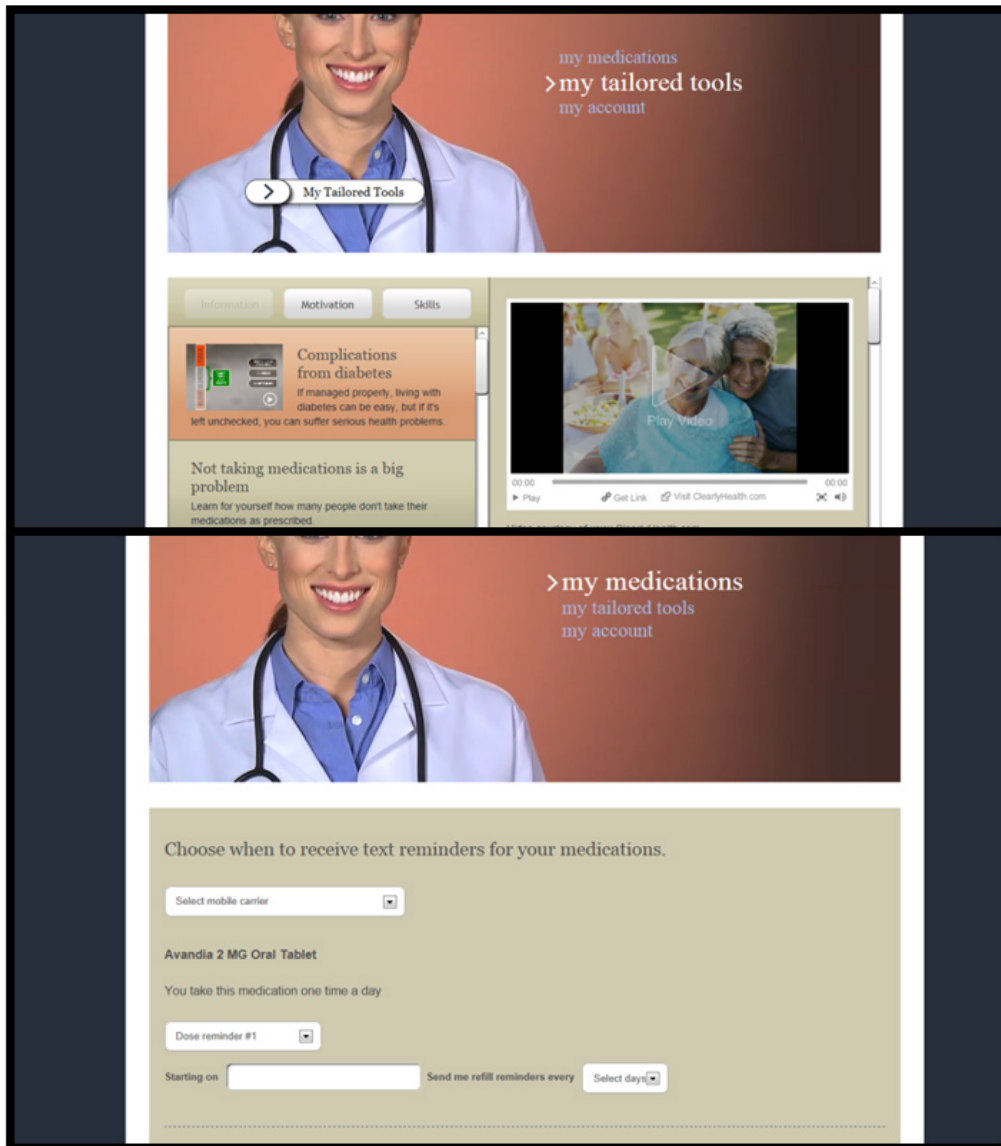 my medications
my tailored tools
my account
My Tailored Tools
Information
Motivation
Skills
Complications
from diabetes
If managed properly, living with
diabetes can be easy, but if it's
left unchecked, you can suffer serious health problems.
Not taking medications is a big
problem
Learn for yourself how many people don't take their
medications as prescribed.
Play Video
00:00
00:00
Play
Get Link
Visit ClearlyHealth.com
my medications
my tailored tools
my account
Choose when to receive text reminders for your medications.
Select mobile carrier
Avandia 2 MG Oral Tablet
You take this medication one time a day
Dose reminder #1
Starting on
Send me refill reminders every
Select days